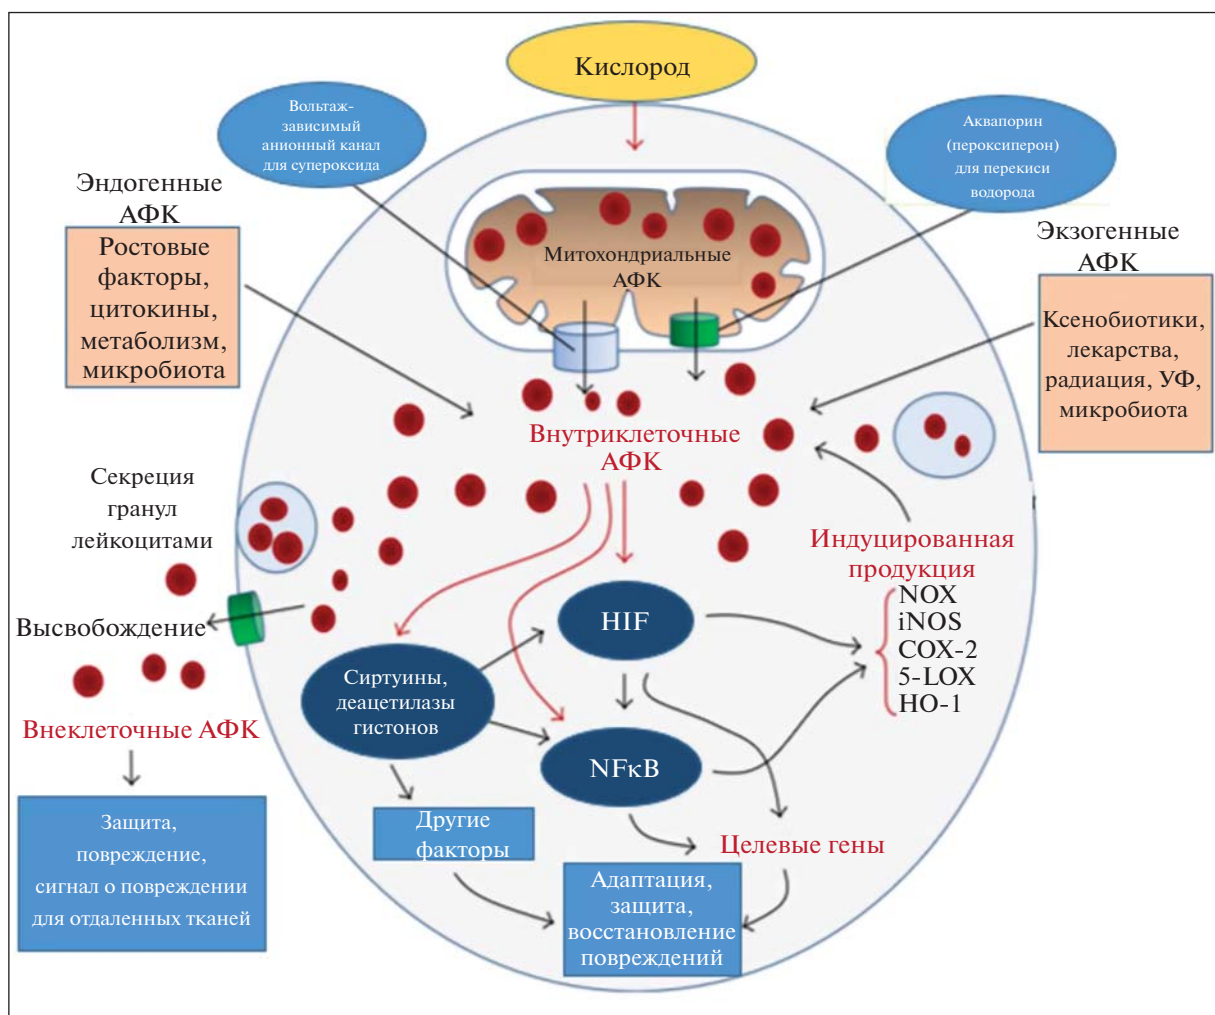 Кислород
Вольтаж-
зависимый
анионный канал
для супероксида
Аквапорин
(пероксиперон)
для перекиси
водорода
Эндогенные
АФК
Ростовые
факторы,
цитокины,
метаболизм,
микробиота
Митохондриальные
АФК
Экзогенные
АФК
Ксенобиотики,
лекарства,
радиация, УФ,
микробиота
Внутриклеточные
АФК
Секреция
гранул
лейкоцитами
Высвобождение
Внеклеточные АФК
Защита,
повреждение,
сигнал о повреждении
для отдаленных тканей
Индуцированная
продукция
NOX
iNOS
COX-2
5-LOX
HO-1
HIF
Сиртуины,
деацетилазы
гистонов
NFκB
Другие
факторы
Целевые гены
Адаптация,
защита,
восстановление
повреждений